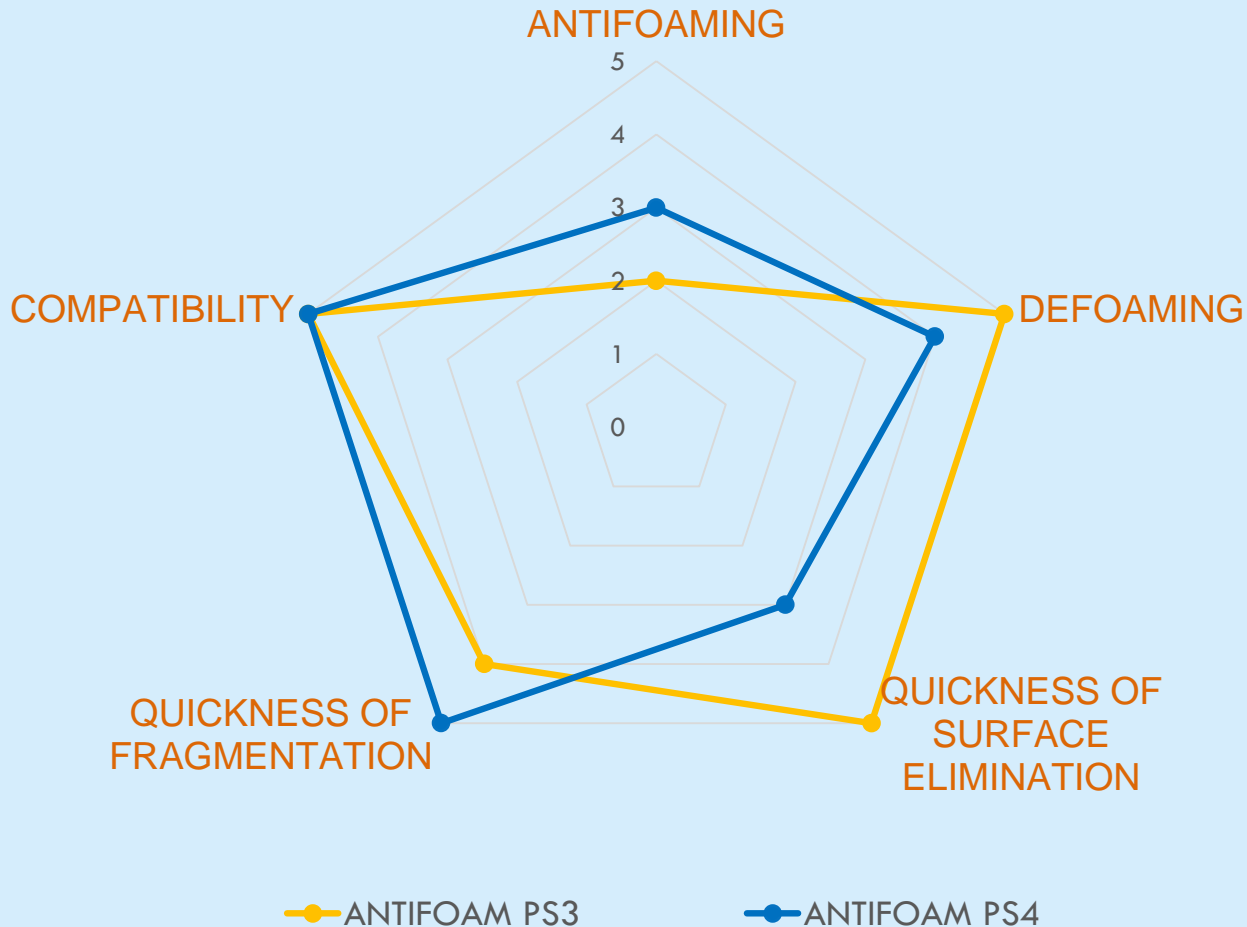 ANTIFOAMING
5
4
3
2
1
0
COMPATIBILITY
DEFOAMING
QUICKNESS OF
FRAGMENTATION
QUICKNESS OF
SURFACE
ELIMINATION
ANTIFOAM PS3
ANTIFOAM PS4